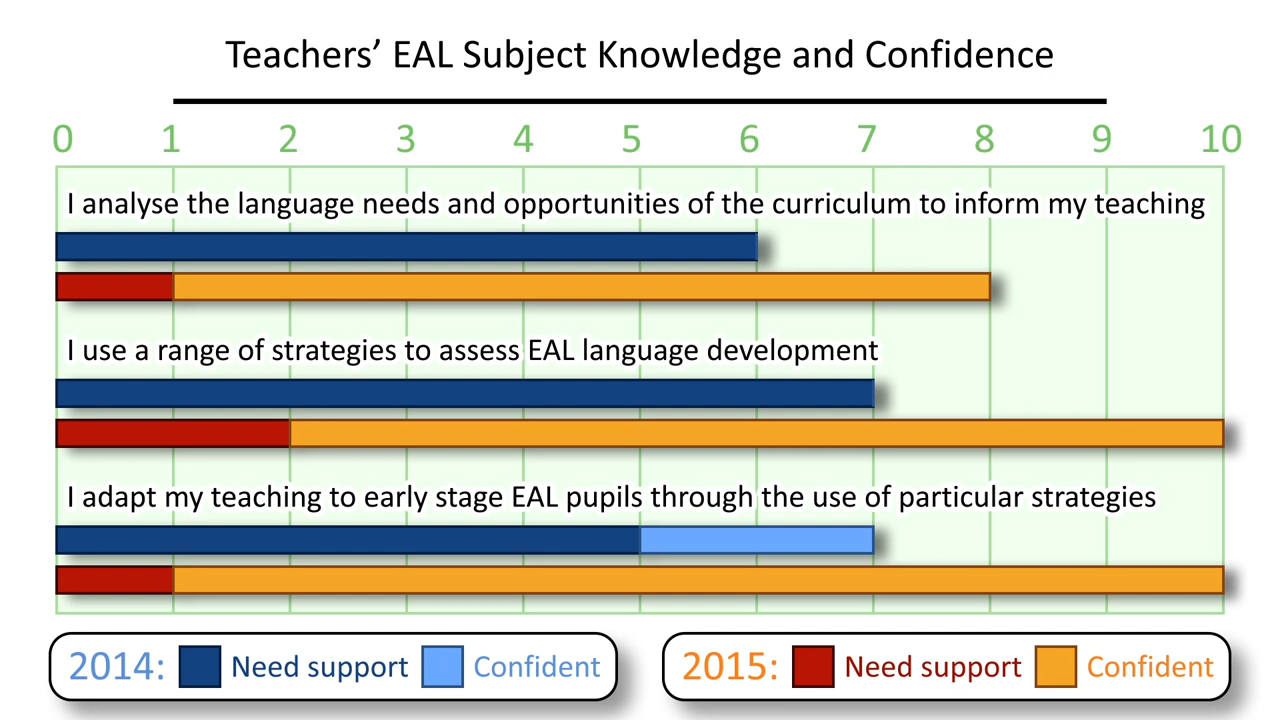 Teachers’ EAL Subject Knowledge and Confidence
0 1 2 3 4 5 6 7 8 9 10
I analyse the language needs and opportunities of the curriculum to inform my teaching
I use a range of strategies to assess EAL language development
I adapt my teaching to early stage EAL pupils through the use of particular strategies
2014: Need support Confident 2015: Need support Confident